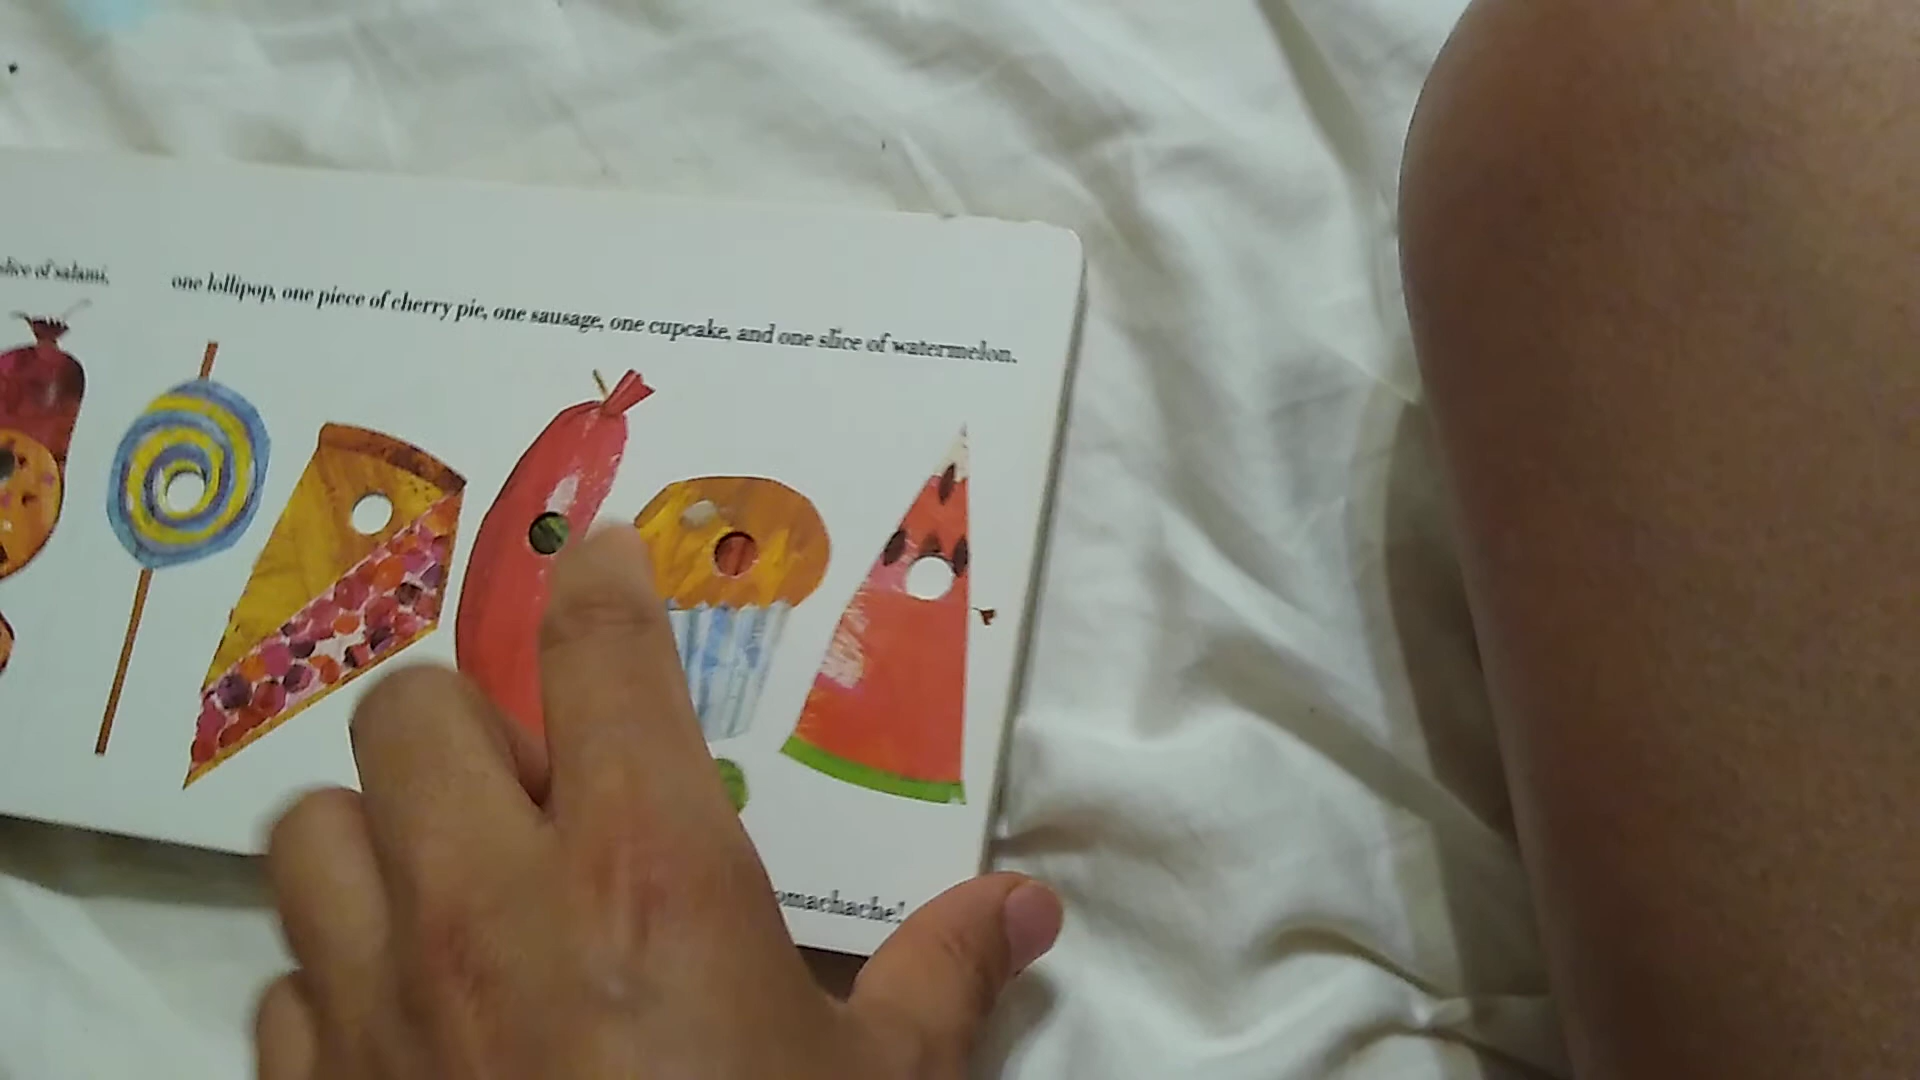 slice of salami,
one lollipop, one piece of cherry pie, one sausage, one cupcake, and one slice of watermelon.
omachache!